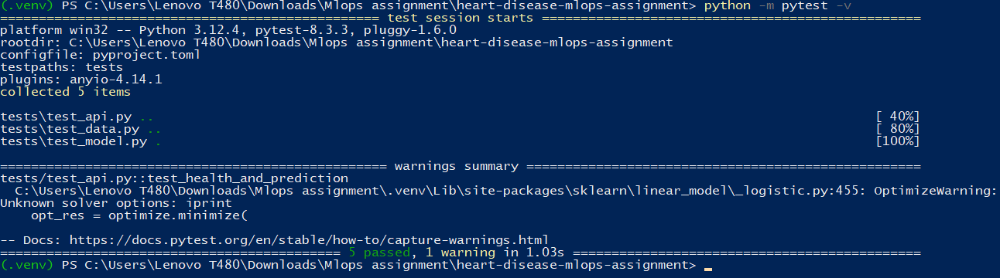 (.venv) PS C:\Users\Lenovo T480\Downloads\Mlops assignment\heart-disease-mlops-assignment> python -m pytest -v
================================================= test session starts =================================================
platform win32 -- Python 3.12.4, pytest-8.3.3, pluggy-1.6.0
rootdir: C:\Users\Lenovo T480\Downloads\Mlops assignment\heart-disease-mlops-assignment
configfile: pyproject.toml
testpaths: tests
plugins: anyio-4.14.1
collected 5 items

tests\test_api.py .. [ 40%]
tests\test_data.py .. [ 80%]
tests\test_model.py . [100%]

================================================== warnings summary ===================================================
tests/test_api.py::test_health_and_prediction
  C:\Users\Lenovo T480\Downloads\Mlops assignment\.venv\Lib\site-packages\sklearn\linear_model\_logistic.py:455: OptimizeWarning:
Unknown solver options: iprint
    opt_res = optimize.minimize(

-- Docs: https://docs.pytest.org/en/stable/how-to/capture-warnings.html
============================================ 5 passed, 1 warning in 1.03s =============================================
(.venv) PS C:\Users\Lenovo T480\Downloads\Mlops assignment\heart-disease-mlops-assignment>